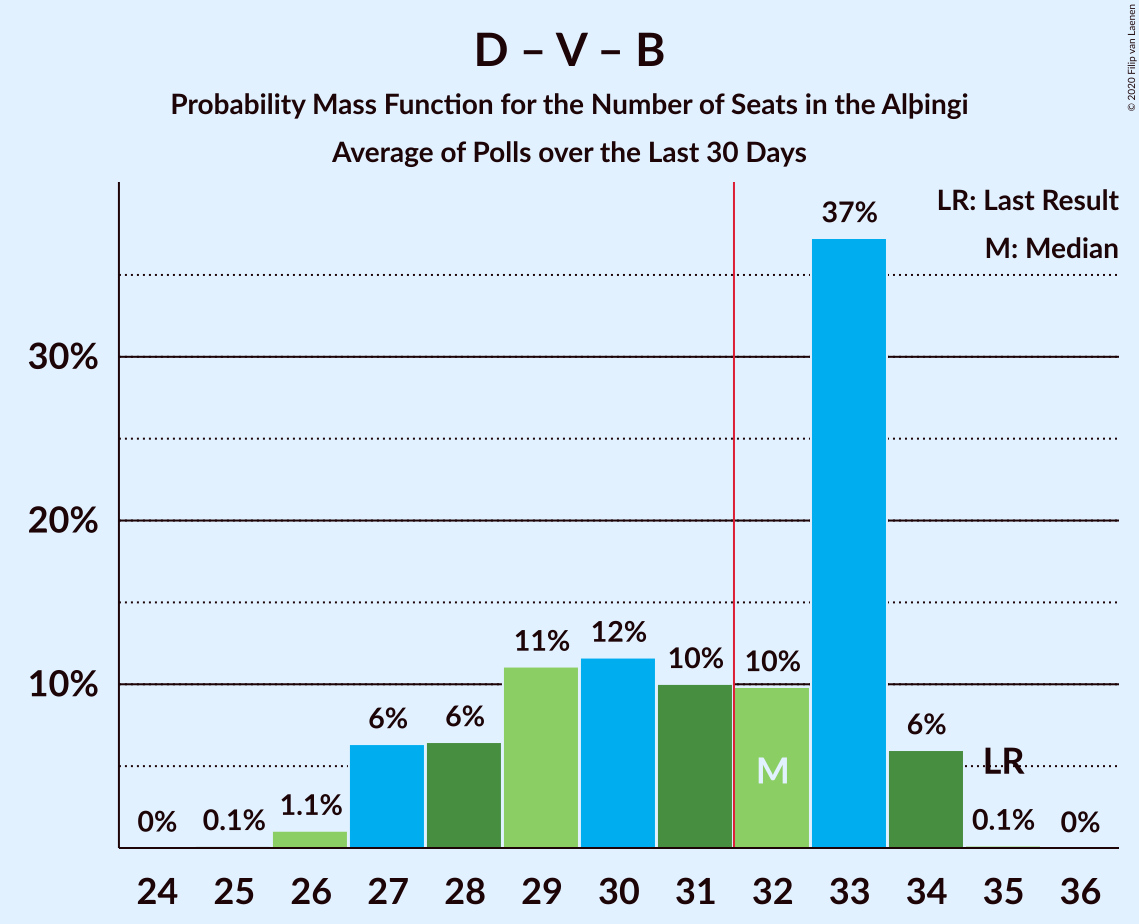 D – V – B
Probability Mass Function for the Number of Seats in the Alþingi
Average of Polls over the Last 30 Days
© 2020 Filip van Laenen
LR: Last Result
M: Median
37%
30%
20%
12%
11%
10%
10%
10%
6%
6%
6%
LR
M
1.1%
0%
0.1%
0.1%
0%
24 25 26 27 28 29 30 31 32 33 34 35 36